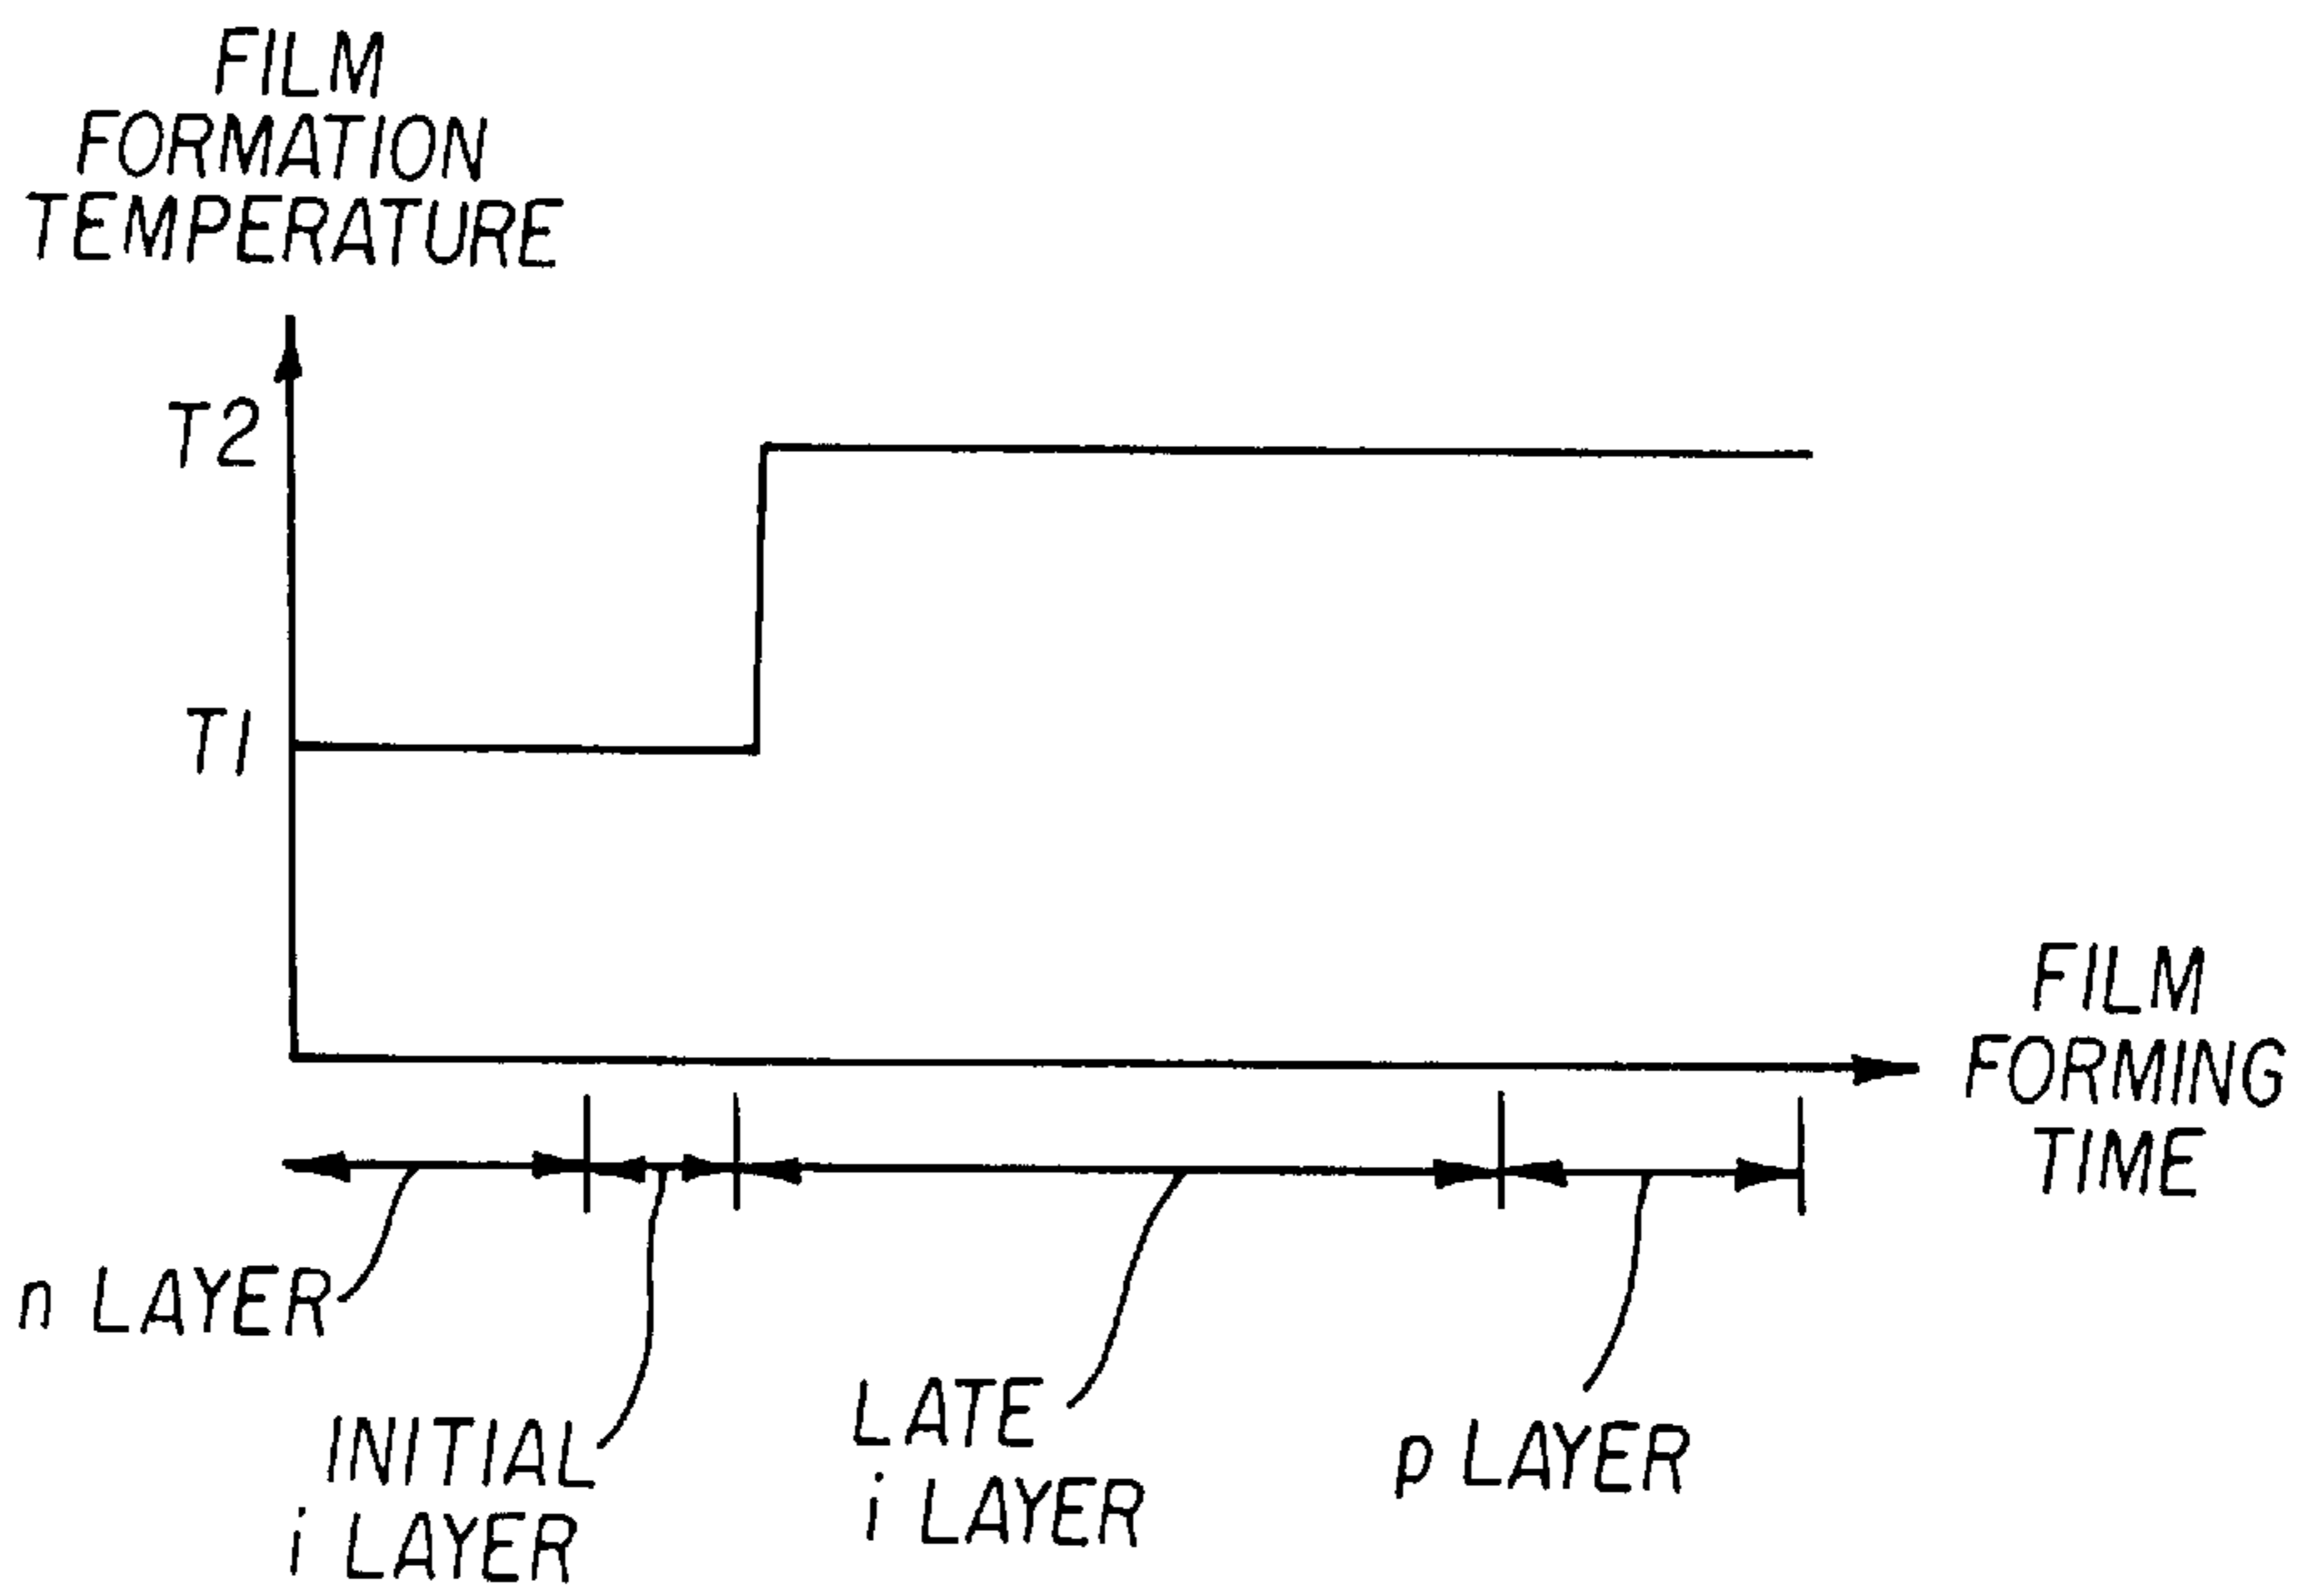 FILM
FORMATION
TEMPERATURE
T2
T1
FILM
FORMING
TIME
n LAYER
INITIAL
i LAYER
LATE
i LAYER
p LAYER